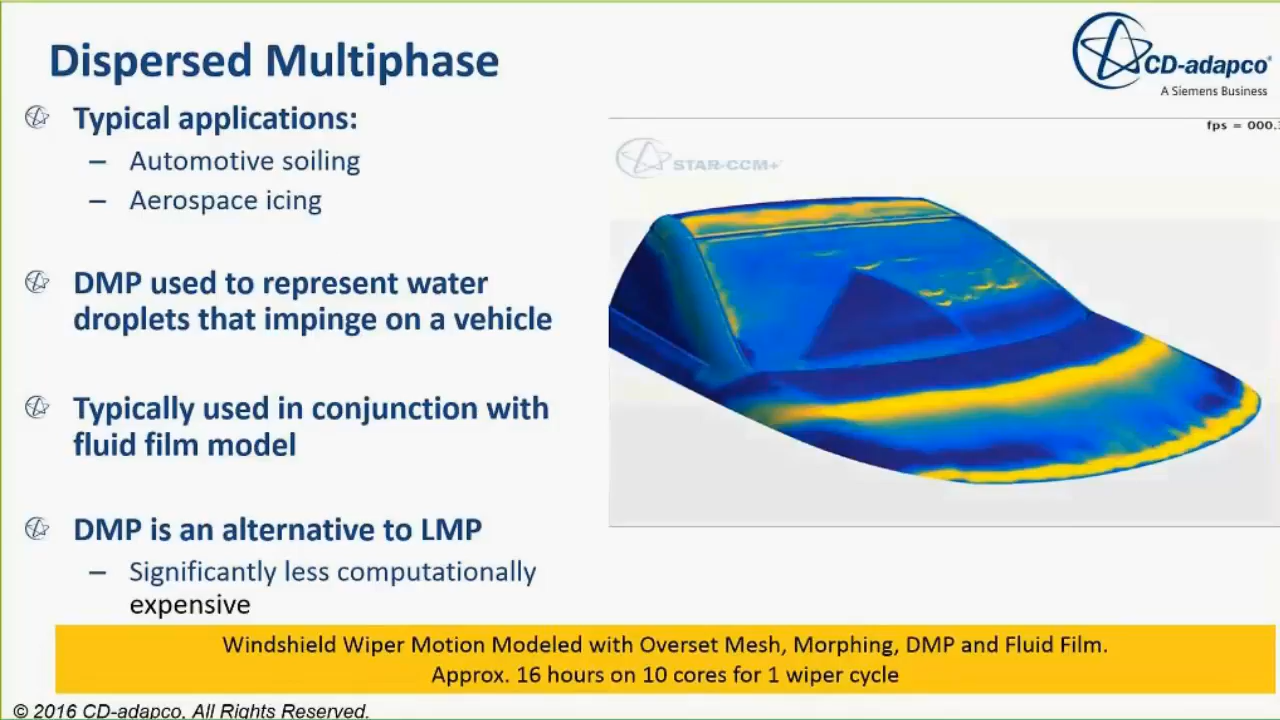 Dispersed Multiphase
CD-adapco
A Siemens Business
Typical applications:
– Automotive soiling
– Aerospace icing
DMP used to represent water
droplets that impinge on a vehicle
Typically used in conjunction with
fluid film model
DMP is an alternative to LMP
– Significantly less computationally
expensive
fps = 000.
STAR-CCM+
Windshield Wiper Motion Modeled with Overset Mesh, Morphing, DMP and Fluid Film.
Approx. 16 hours on 10 cores for 1 wiper cycle
© 2016 CD-adapco. All Rights Reserved.